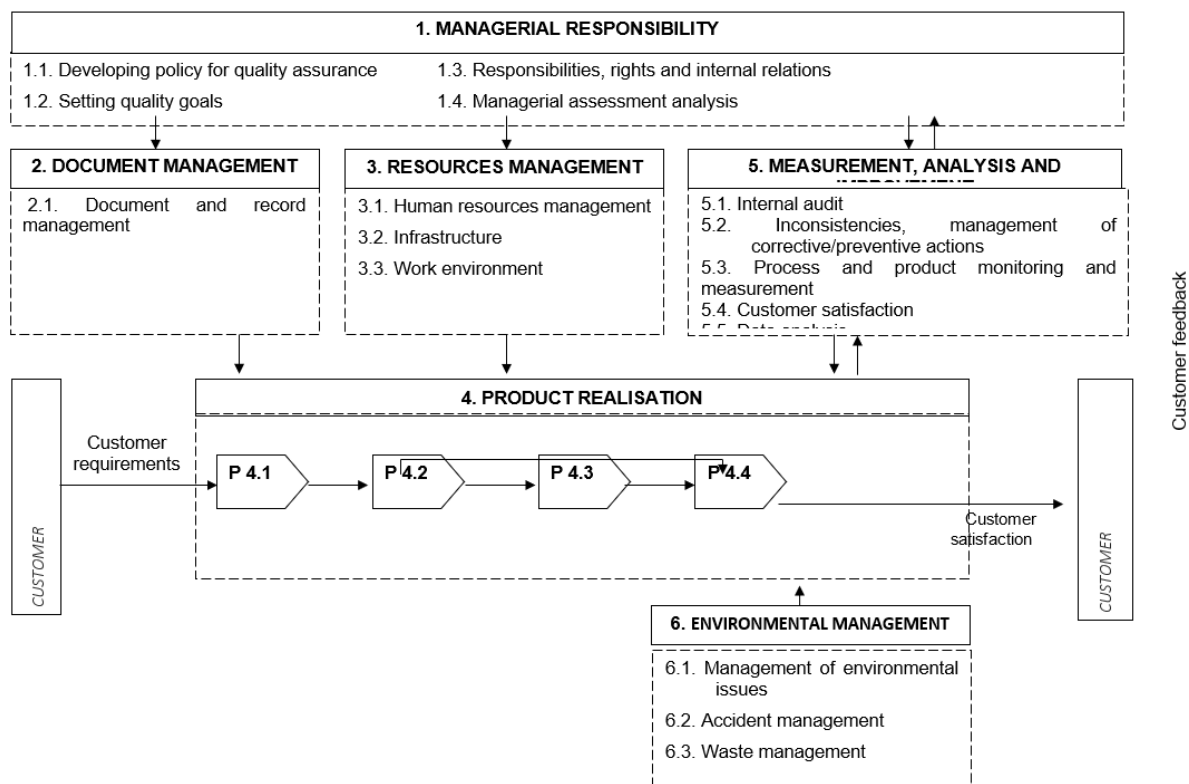 1. MANAGERIAL RESPONSIBILITY
1.1. Developing policy for quality assurance
1.2. Setting quality goals
1.3. Responsibilities, rights and internal relations
1.4. Managerial assessment analysis
2. DOCUMENT MANAGEMENT
2.1. Document and record
management
3. RESOURCES MANAGEMENT
3.1. Human resources management
3.2. Infrastructure
3.3. Work environment
5. MEASUREMENT, ANALYSIS AND
5.1. Internal audit
5.2. Inconsistencies, management of
corrective/preventive actions
5.3. Process and product monitoring and
measurement
5.4. Customer satisfaction
Customer feedback
4. PRODUCT REALISATION
CUSTOMER
Customer
requirements
P 4.1
P 4.2
P 4.3
P 4.4
Customer
satisfaction
CUSTOMER
6. ENVIRONMENTAL MANAGEMENT
6.1. Management of environmental
issues
6.2. Accident management
6.3. Waste management